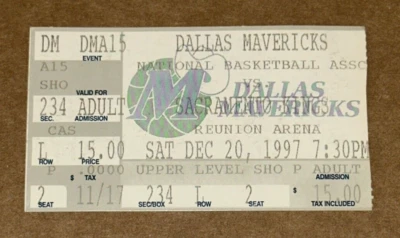 DM DMA15 DALLAS MAVERICKS
EVENT
A15 NATIONAL BASKETBALL ASSC
SHO VS
VALID FOR
DALLAS MAVERICKS
234 ADULT SACRAMENTO KINGS
SEC. ADMISSION ADMISSION
CAS REUNION ARENA
L 15.00 SAT DEC 20, 1997 7:30PM
ROW PRICE
P .0000 UPPER LEVEL SHO P ADULT
2 11/17 234 L 2 $ 15.00
SEAT TAX SEC/BOX ROW SEAT TAX INCLUDED